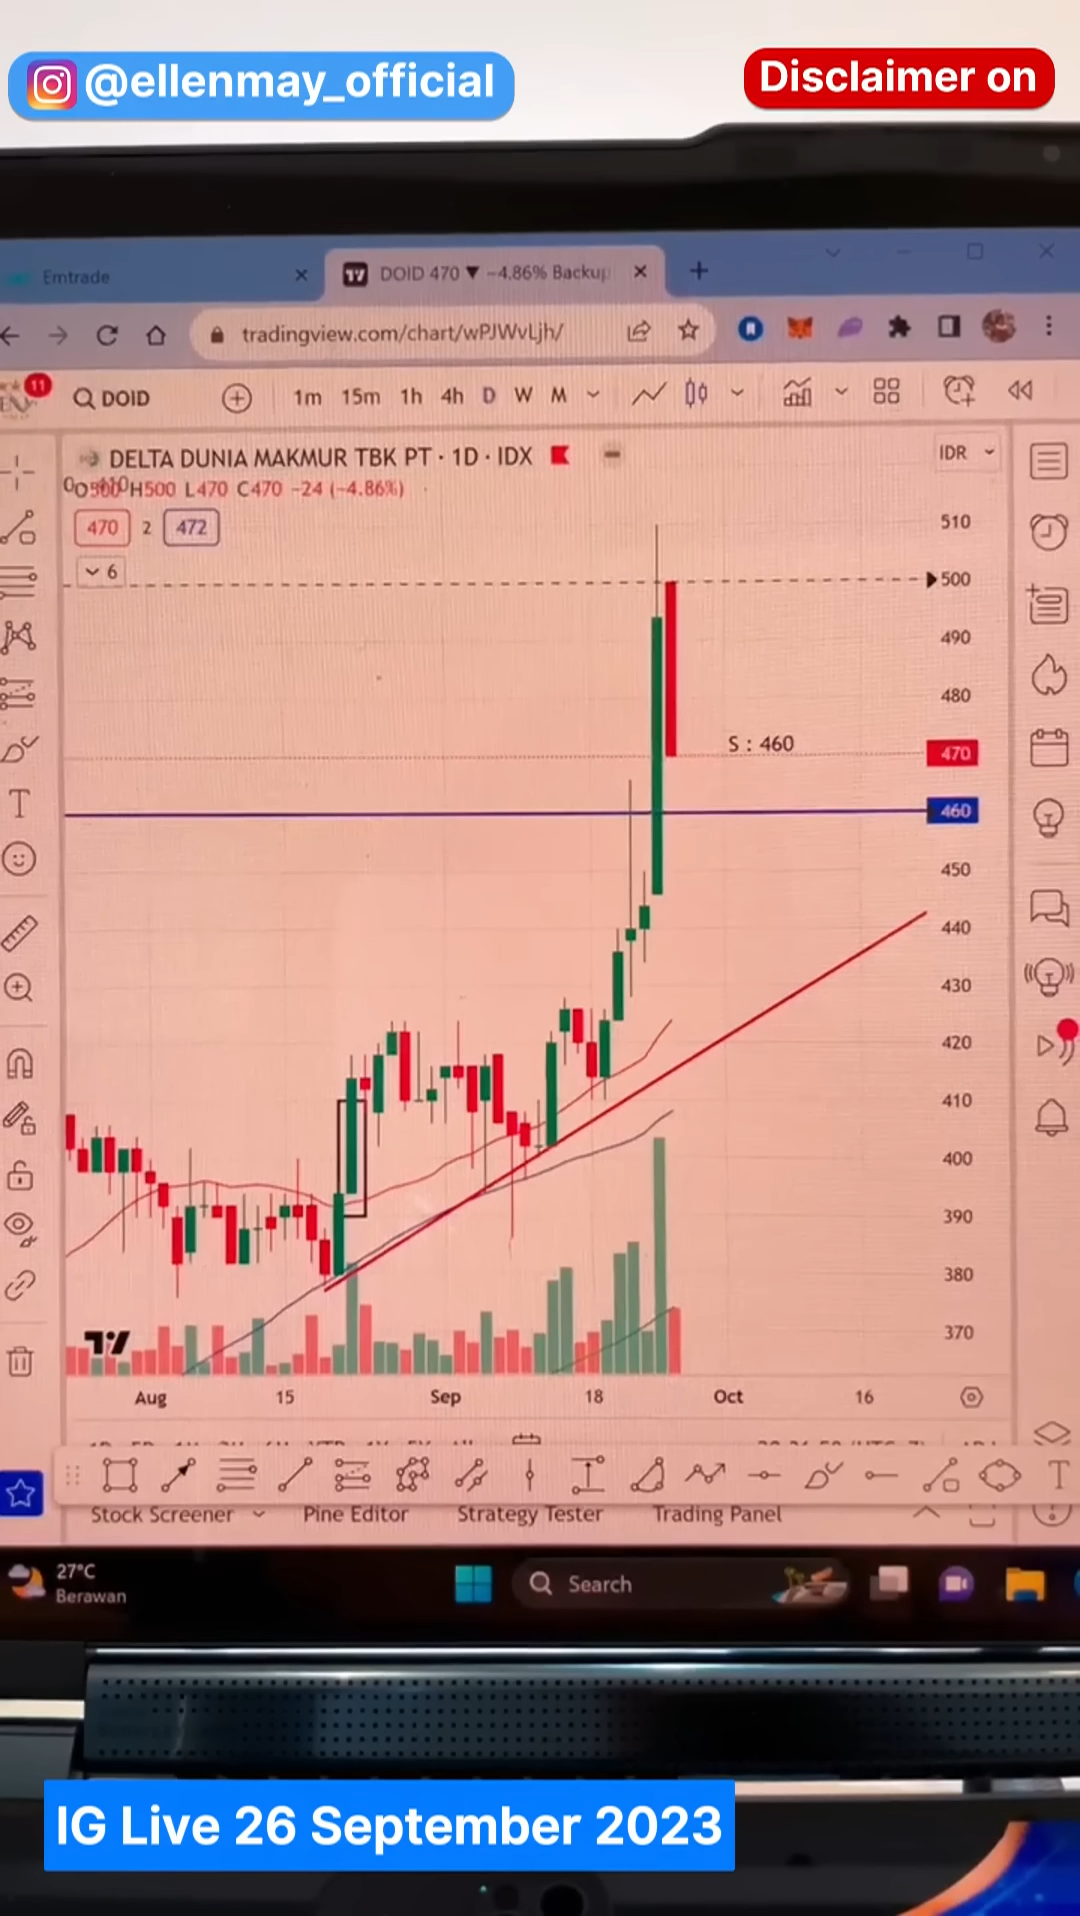 @ellenmay_official
Disclaimer on
Emtrade
DOID 470 ▼ −4.86% Backup
tradingview.com/chart/wPJWvLjh/
11
DOID
1m 15m 1h 4h D W M
DELTA DUNIA MAKMUR TBK PT · 1D · IDX
IDR
H500 L470 C470 −24 (−4.86%)
470 2 472
6
510
500
490
480
S : 460
470
460
450
440
430
420
410
400
390
380
370
Aug 15 Sep 18 Oct 16
Stock Screener Pine Editor Strategy Tester Trading Panel
27°C
Berawan
Search
IG Live 26 September 2023